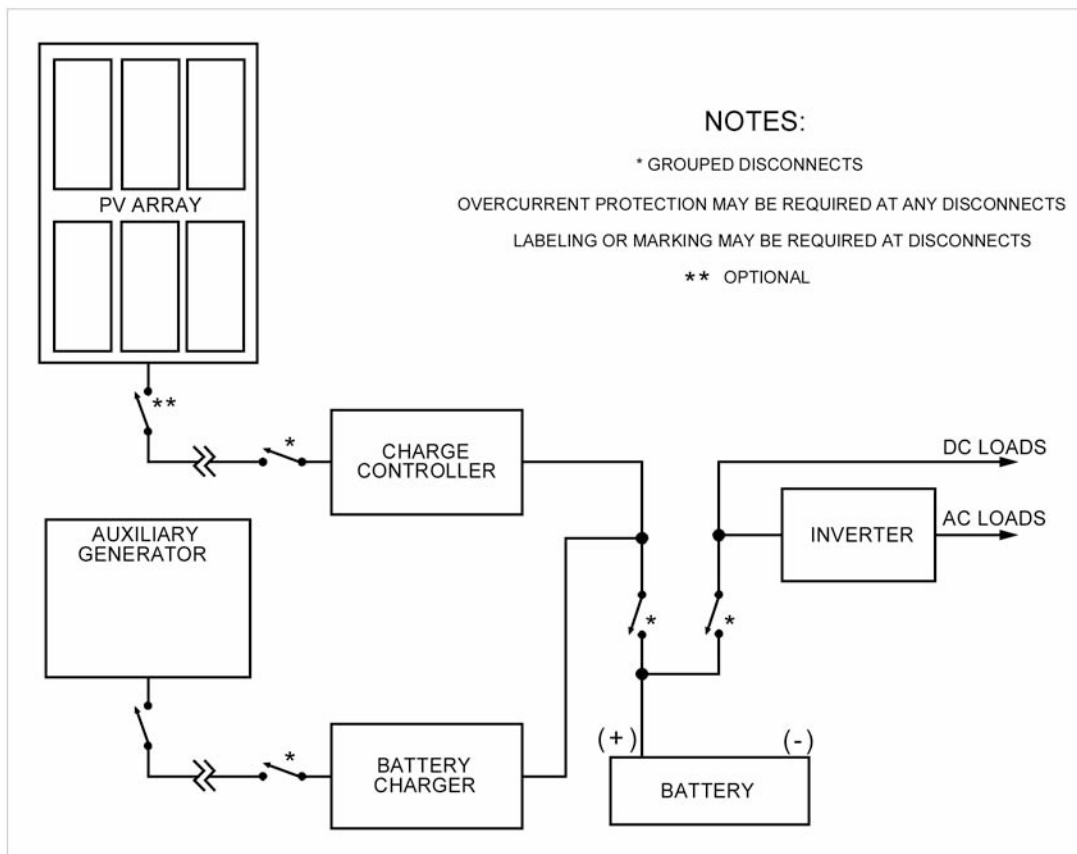 NOTES:
* GROUPED DISCONNECTS
OVERCURRENT PROTECTION MAY BE REQUIRED AT ANY DISCONNECTS
LABELING OR MARKING MAY BE REQUIRED AT DISCONNECTS
** OPTIONAL
PV ARRAY
**
*
CHARGE
CONTROLLER
DC LOADS
AUXILIARY
GENERATOR
INVERTER
AC LOADS
*
*
*
BATTERY
CHARGER
(+)
(-)
BATTERY